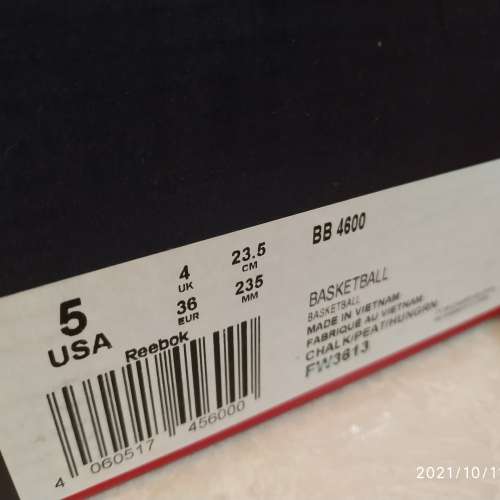 BB 4600
5
USA
4
UK
23.5
CM
36
EUR
235
MM
Reebok
BASKETBALL
BASKETBALL
MADE IN VIETNAM
FABRIQUÉ AU VIETNAM
CHALK/PEAT/HUNGRN
FW3613
4 060517 456000
2021/10/1